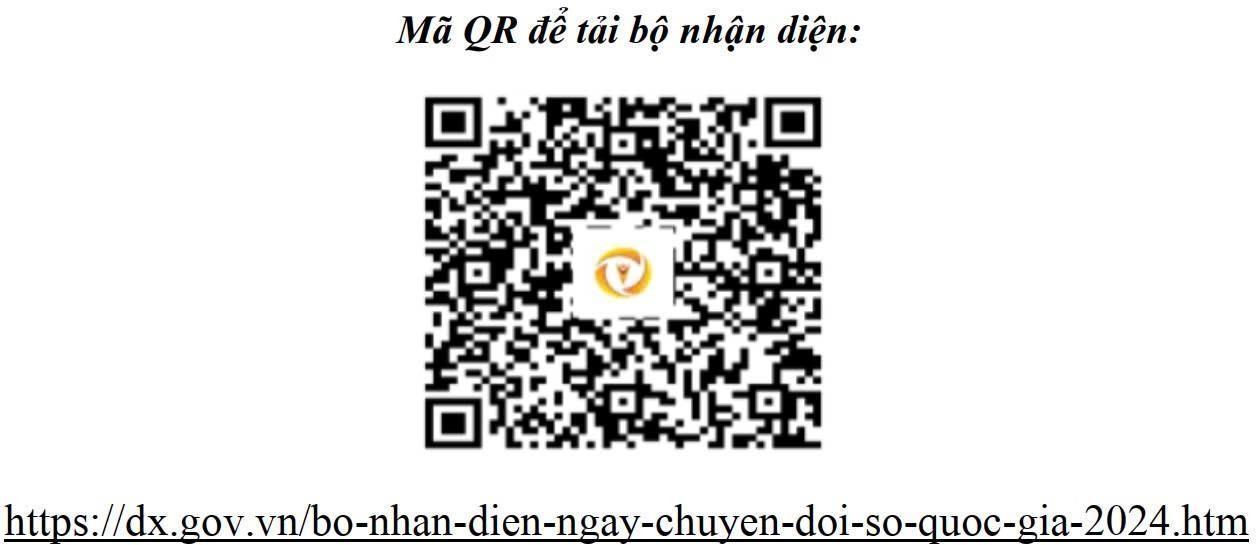 Mã QR để tải bộ nhận diện:
https://dx.gov.vn/bo-nhan-dien-ngay-chuyen-doi-so-quoc-gia-2024.htm